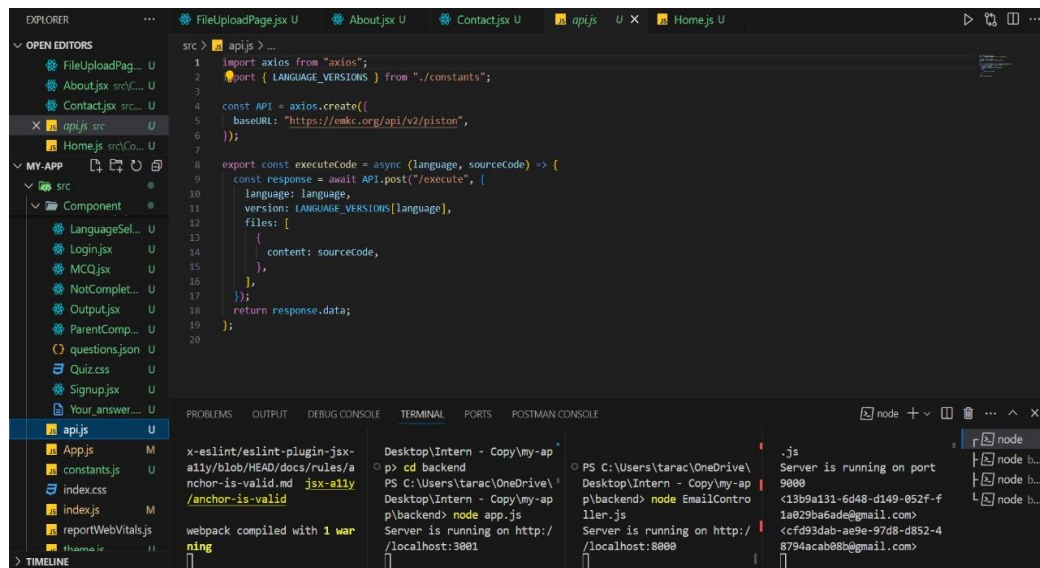 EXPLORER
FileUploadPage.jsx U
About.jsx U
Contact.jsx U
api.js U
Home.js U
OPEN EDITORS
FileUploadPag... U
About.jsx src\C... U
Contact.jsx src... U
api.js src U
Home.js src\Co... U
MY-APP
src
Component
LanguageSel... U
Login.jsx U
MCQ.jsx U
NotComplet... U
Output.jsx U
ParentComp... U
questions.json U
Quiz.css U
Signup.jsx U
Your_answer.... U
api.js U
App.js M
constants.js U
index.css
index.js M
reportWebVitals.js
theme.js U
TIMELINE
src > api.js > ...
1 import axios from "axios";
2 import { LANGUAGE_VERSIONS } from "./constants";
3
4 const API = axios.create({
5 baseURL: "https://emkc.org/api/v2/piston",
6 });
7
8 export const executeCode = async (language, sourceCode) => {
9 const response = await API.post("/execute", {
10 language: language,
11 version: LANGUAGE_VERSIONS[language],
12 files: [
13 {
14 content: sourceCode,
15 },
16 ],
17 });
18 return response.data;
19 };
20
PROBLEMS OUTPUT DEBUG CONSOLE TERMINAL PORTS POSTMAN CONSOLE
node
x-eslint/eslint-plugin-jsx-
a11y/blob/HEAD/docs/rules/a
nchor-is-valid.md jsx-a11y
/anchor-is-valid
webpack compiled with 1 war
ning
Desktop\Intern - Copy\my-ap
p> cd backend
PS C:\Users\tarac\OneDrive\
Desktop\Intern - Copy\my-ap
p\backend> node app.js
Server is running on http:/
/localhost:3001
PS C:\Users\tarac\OneDrive\
Desktop\Intern - Copy\my-ap
p\backend> node EmailContro
ller.js
Server is running on http:/
/localhost:8000
.js
Server is running on port
9000
<13b9a131-6d48-d149-052f-f
1a029ba6ade@gmail.com>
<cfd93dab-ae9e-97d8-d852-4
8794acab08b@gmail.com>
node
node b...
node b...
node b...